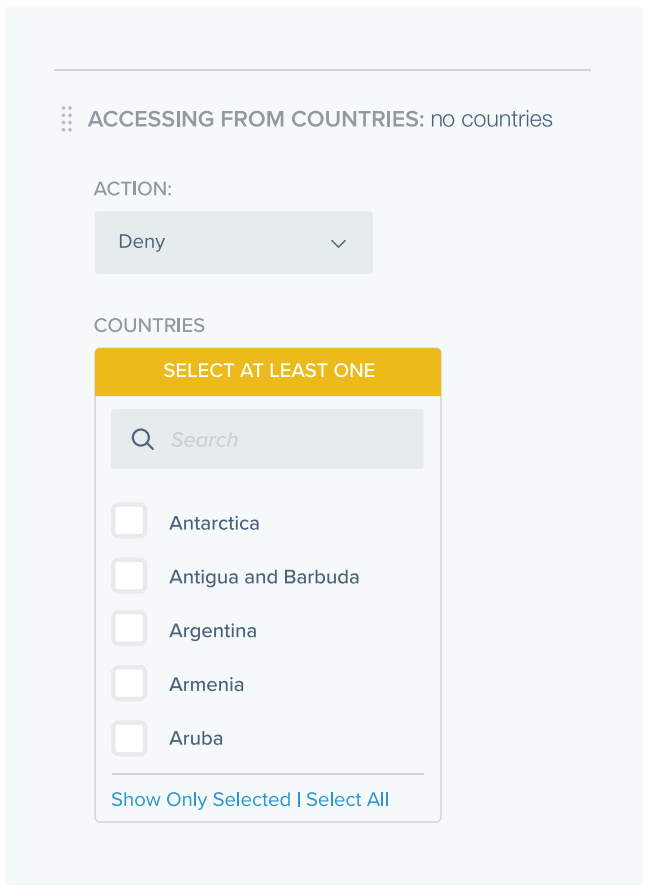 ACCESSING FROM COUNTRIES: no countries
ACTION:
Deny
COUNTRIES
SELECT AT LEAST ONE
Search
Antarctica
Antigua and Barbuda
Argentina
Armenia
Aruba
Show Only Selected | Select All